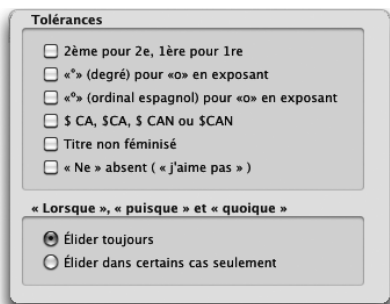 Tolérances
2ème pour 2e, 1ère pour 1re
«°» (degré) pour «o» en exposant
«º» (ordinal espagnol) pour «o» en exposant
$ CA, $CA, $ CAN ou $CAN
Titre non féminisé
« Ne » absent ( « j'aime pas » )
« Lorsque », « puisque » et « quoique »
Élider toujours
Élider dans certains cas seulement